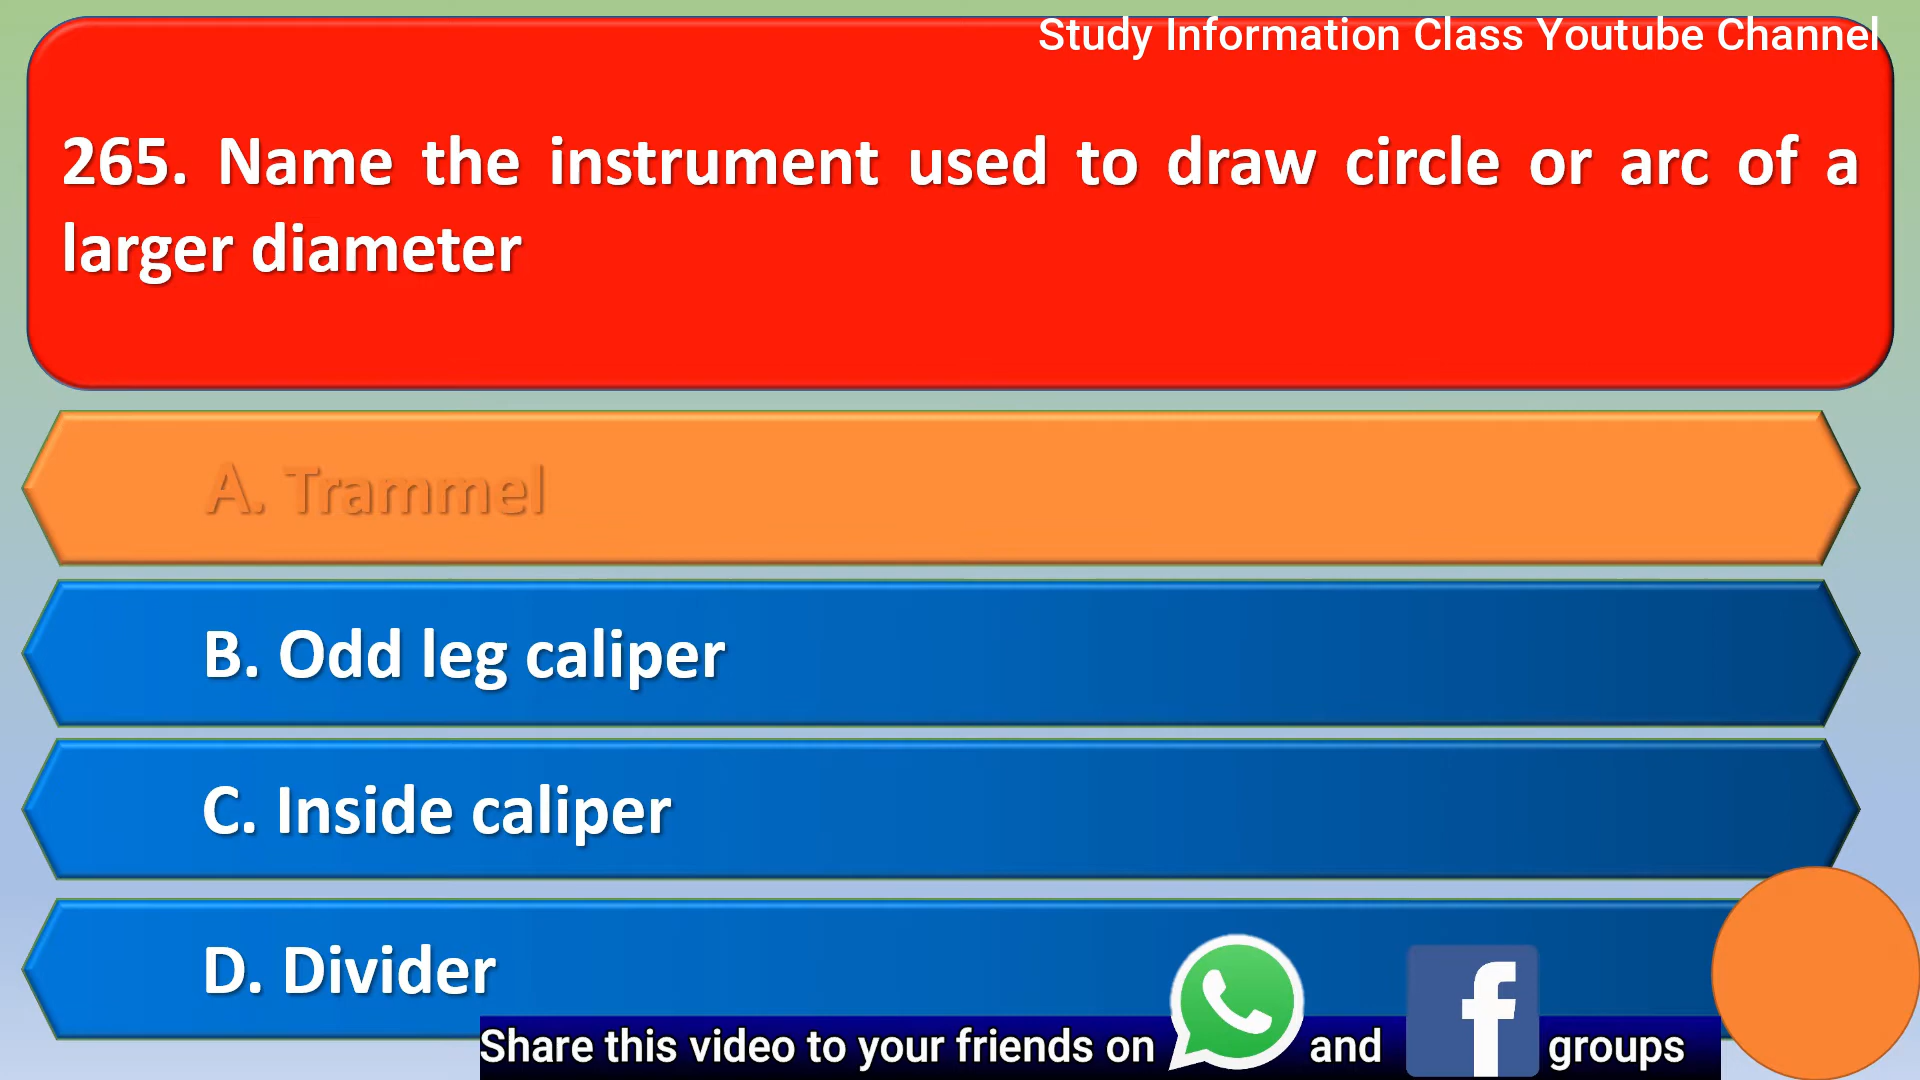 Study Information Class Youtube Channel
265. Name the instrument used to draw circle or arc of a
larger diameter
A. Trammel
B. Odd leg caliper
C. Inside caliper
D. Divider
Share this video to your friends on and groups